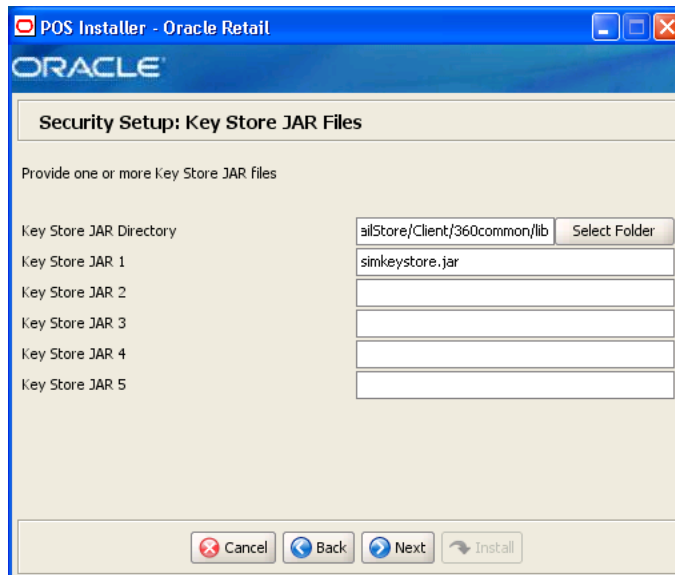 POS Installer - Oracle Retail
ORACLE
Security Setup: Key Store JAR Files
Provide one or more Key Store JAR files
Key Store JAR Directory ailStore/Client/360common/lib Select Folder
Key Store JAR 1 simkeystore.jar
Key Store JAR 2
Key Store JAR 3
Key Store JAR 4
Key Store JAR 5
Cancel Back Next Install